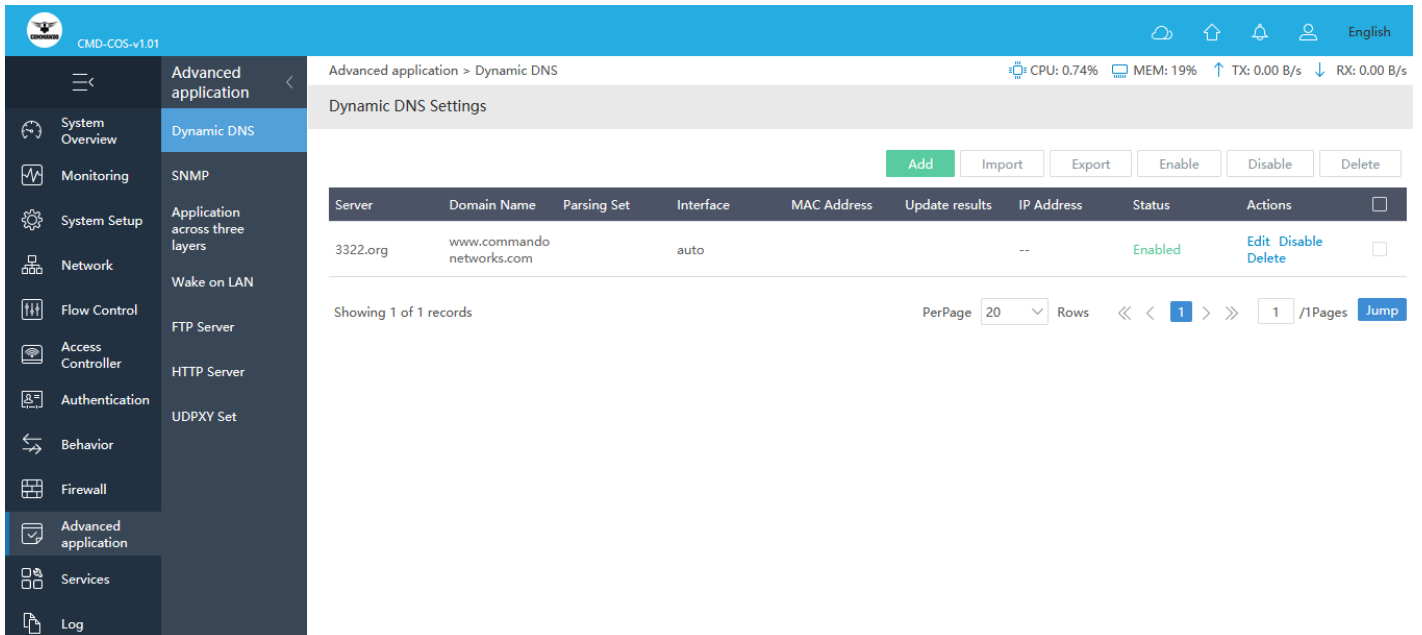 COMMANDO
CMD-COS-v1.01
English
System
Overview
Monitoring
System Setup
Network
Flow Control
Access
Controller
Authentication
Behavior
Firewall
Advanced
application
Services
Log
Advanced
application
Dynamic DNS
SNMP
Application
across three
layers
Wake on LAN
FTP Server
HTTP Server
UDPXY Set
Advanced application > Dynamic DNS
CPU: 0.74% MEM: 19% TX: 0.00 B/s RX: 0.00 B/s
Dynamic DNS Settings
Add Import Export Enable Disable Delete
Server Domain Name Parsing Set Interface MAC Address Update results IP Address Status Actions
3322.org www.commando auto -- Enabled Edit Disable
networks.com Delete
Showing 1 of 1 records PerPage 20 Rows 1 1 /1Pages Jump